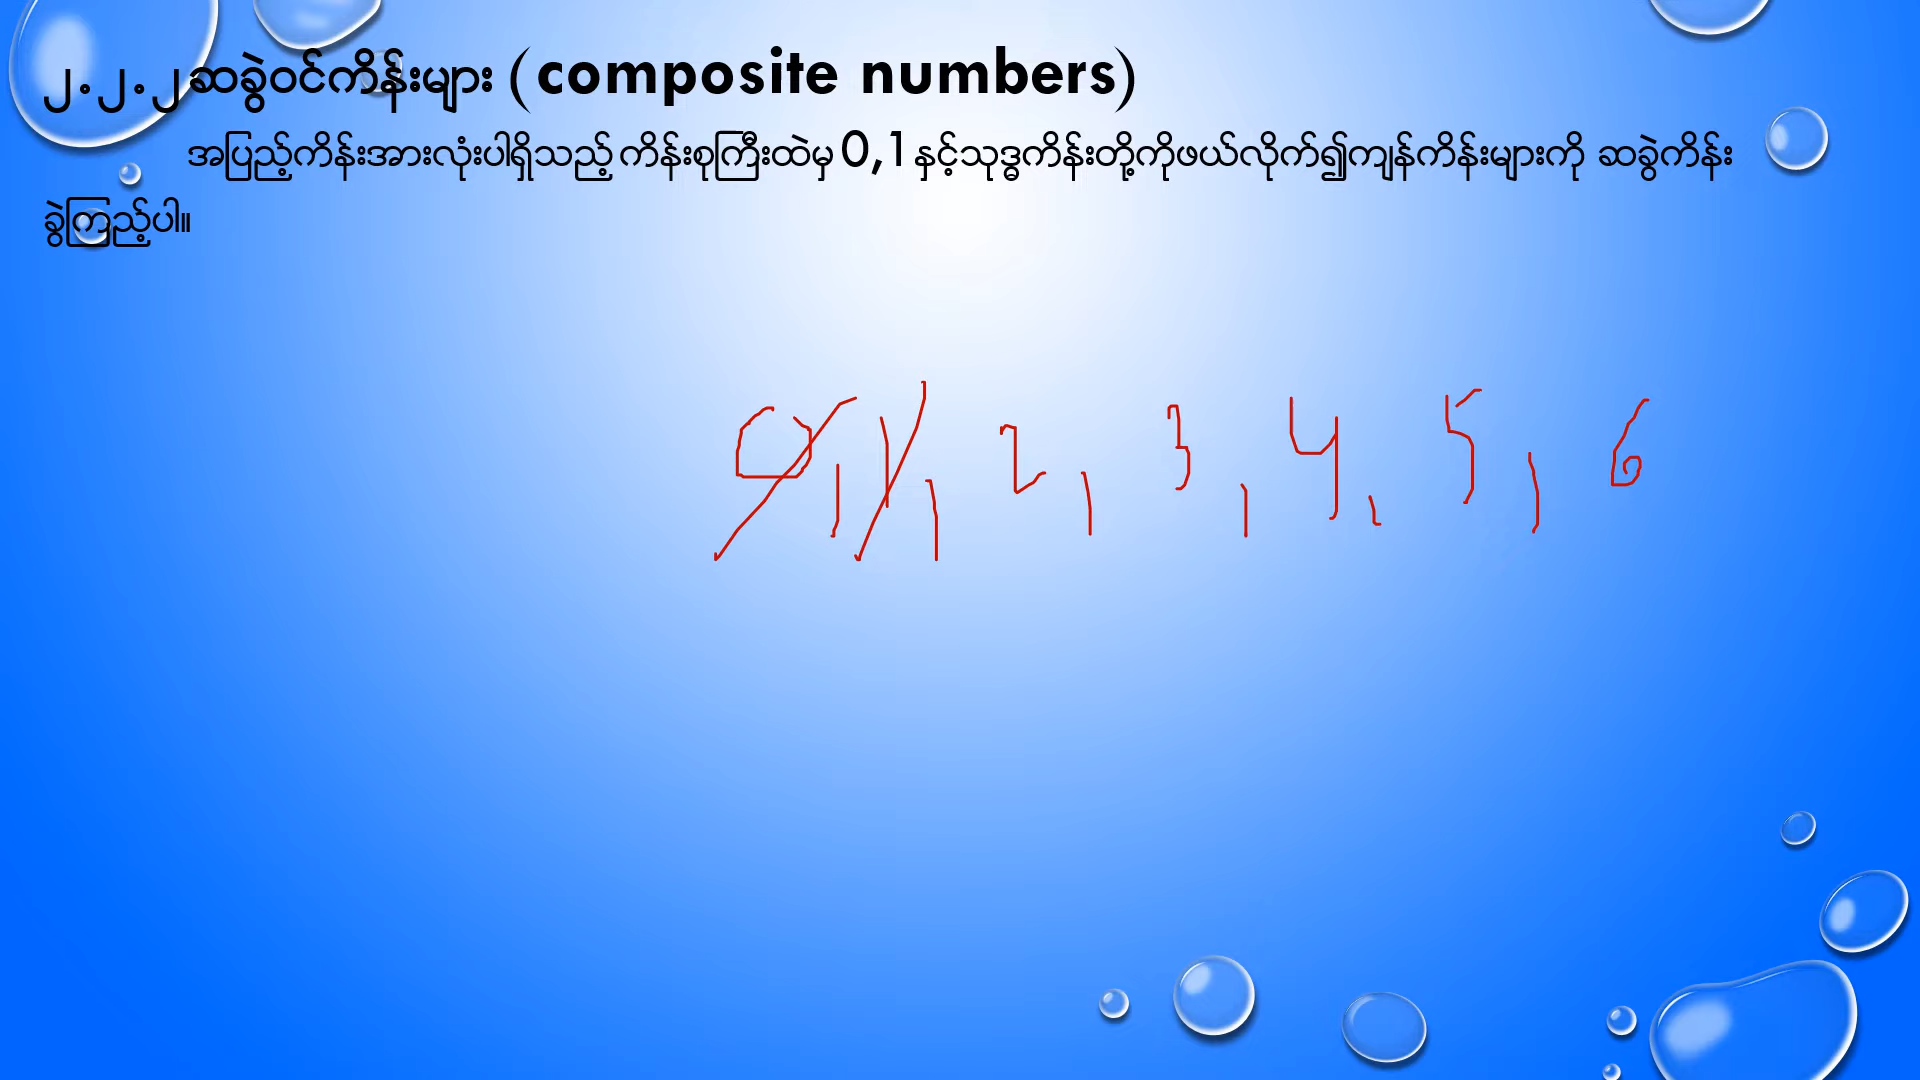 ၂.၂.၂ ဆခွဲဝင်ကိန်းများ (composite numbers)
အပြည့်ကိန်းအားလုံးပါရှိသည့် ကိန်းစုကြီးထဲမှ 0,1 နှင့်သုဒ္ဓကိန်းတို့ကိုဖယ်လိုက်၍ကျန်ကိန်းများကို ဆခွဲကိန်း
ခွဲကြည့်ပါ။
0, 1, 2, 3, 4, 5, 6